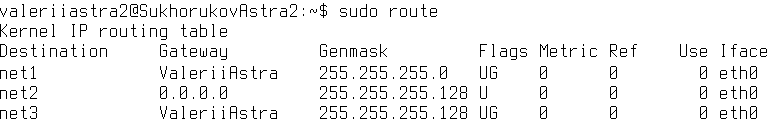 valeriiastra2@SukhorukovAstra2:~$ sudo route
Kernel IP routing table
Destination     Gateway         Genmask         Flags Metric Ref    Use Iface
net1            ValeriiAstra    255.255.255.0   UG    0      0        0 eth0
net2            0.0.0.0         255.255.255.128 U     0      0        0 eth0
net3            ValeriiAstra    255.255.255.128 UG    0      0        0 eth0